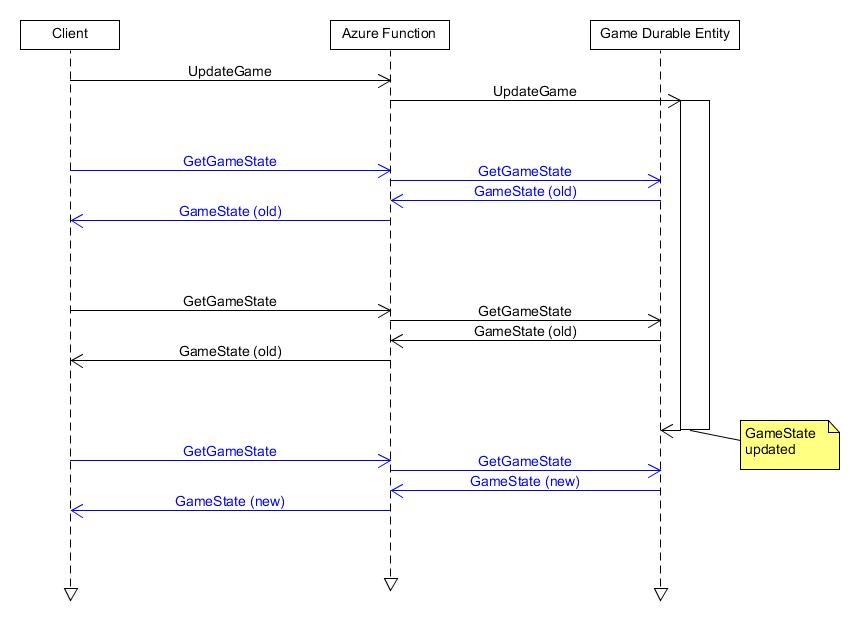 Client
Azure Function
Game Durable Entity
UpdateGame
UpdateGame
GetGameState
GetGameState
GameState (old)
GameState (old)
GetGameState
GetGameState
GameState (old)
GameState (old)
GameState
updated
GetGameState
GetGameState
GameState (new)
GameState (new)